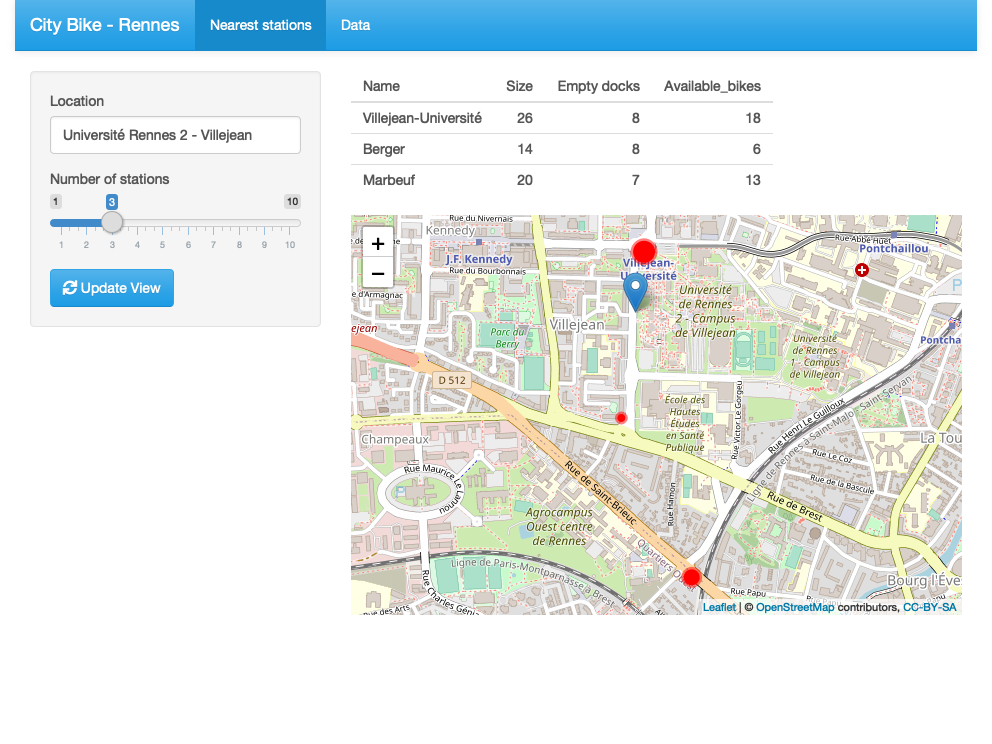 City Bike - Rennes Nearest stations Data
Location
Université Rennes 2 - Villejean
Number of stations
1 3 10
1 2 3 4 5 6 7 8 9 10
Update View
Name Size Empty docks Available_bikes
Villejean-Université 26 8 18
Berger 14 8 6
Marbeuf 20 7 13
+
−
Rue du Nivernais
Kennedy
J.F. Kennedy
Rue du Bourbonnais
e d'Armagnac
ejean
Parc du
Berry
Villejean
Villejean-
Université
Université
de Rennes
2 - Campus
de Villejean
Rue Abbé Huet
Pontchaillou
P
Pontcha
Université
de Rennes
1 - Campus
de Villejean
D 512
École des
Hautes
Études
en Santé
Publique
Rue Victor Le Gorgeu
Rue Henri Le Guilloux
Ligne de Rennes à Saint-Malo - Saint-Servan
La Tou
Champeaux
Rue Maurice Le Lannou
Rue de Saint-Brieuc
Rue Hamon
Rue Le Coz
Rue de la Bascule
Rue de Brest
Agrocampus
Ouest centre
de Rennes
Quartiers Ouest
Ligne de Paris-Montparnasse à Brest
Rue Charles Géni
Rue des Arts
Rue Papu
Bourg l'Éve
Leaflet | © OpenStreetMap contributors, CC-BY-SA